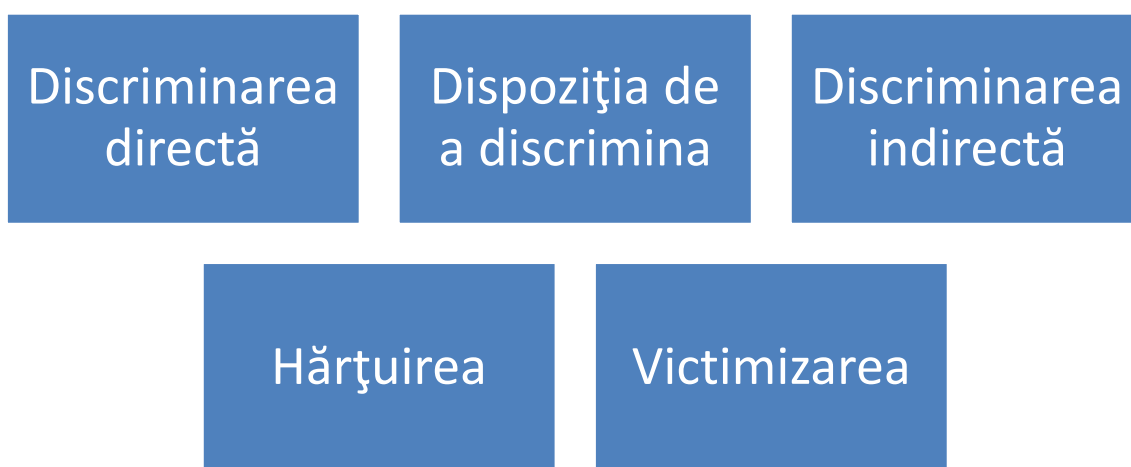 Discriminarea
directă
Dispoziţia de
a discrimina
Discriminarea
indirectă
Hărţuirea
Victimizarea